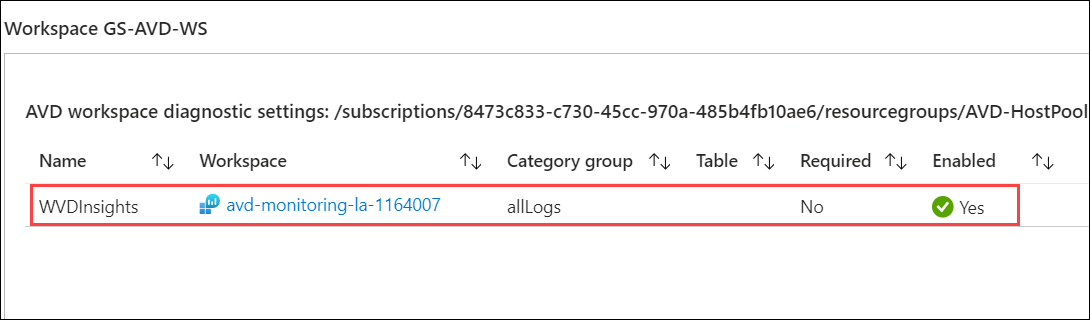 Workspace GS-AVD-WS
AVD workspace diagnostic settings: /subscriptions/8473c833-c730-45cc-970a-485b4fb10ae6/resourcegroups/AVD-HostPool
Name Workspace Category group Table Required Enabled
WVDInsights avd-monitoring-la-1164007 allLogs No Yes